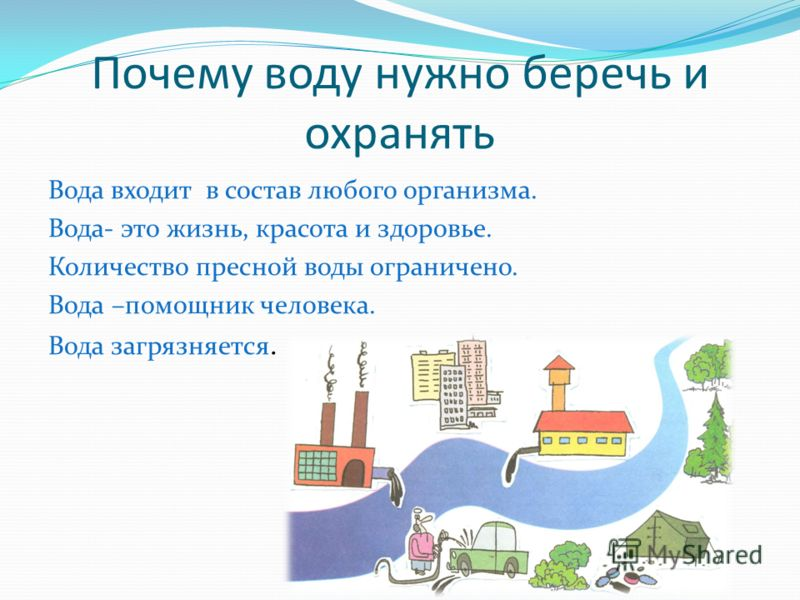 Почему воду нужно беречь и
охранять
Вода входит в состав любого организма.
Вода- это жизнь, красота и здоровье.
Количество пресной воды ограничено.
Вода –помощник человека.
Вода загрязняется.
MyShared